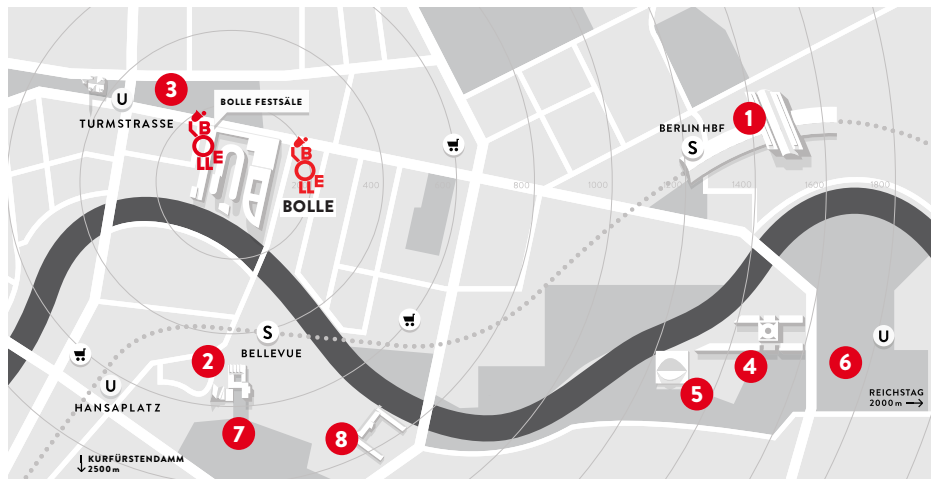 3
1
BOLLE FESTSÄLE
U
TURMSTRASSE
BOLLE
BERLIN HBF
S
BOLLE
BOLLE
400
800
1000
1200
1400
1600
1800
S
BELLEVUE
U
2
4
6
U
HANSAPLATZ
5
REICHSTAG
2000 m
7
8
KURFÜRSTENDAMM
2500 m